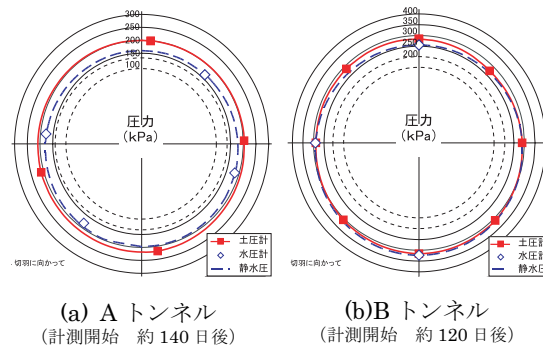 300
250
200
150
100
圧力
(kPa)
土圧計
水圧計
静水圧
切羽に向かって
400
350
300
250
200
圧力
(kPa)
土圧計
水圧計
静水圧
切羽に向かって
(a) A トンネル
(計測開始 約 140 日後)
(b)B トンネル
(計測開始 約 120 日後)